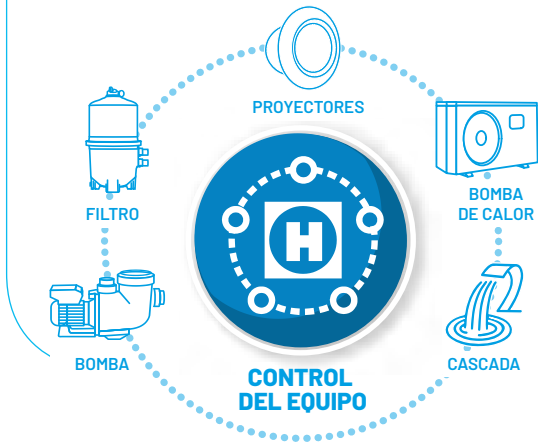 PROYECTORES
FILTRO
BOMBA
DE CALOR
H
BOMBA
CASCADA
CONTROL
DEL EQUIPO